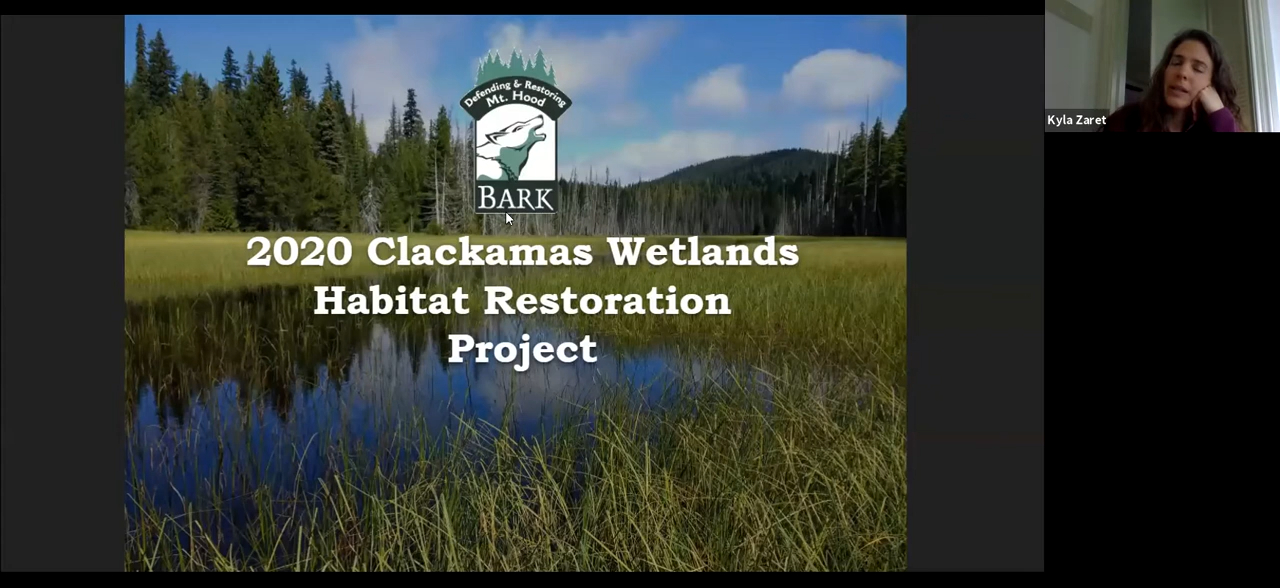 Defending & Restoring
Mt. Hood
BARK
2020 Clackamas Wetlands
Habitat Restoration
Project
Kyla Zaret